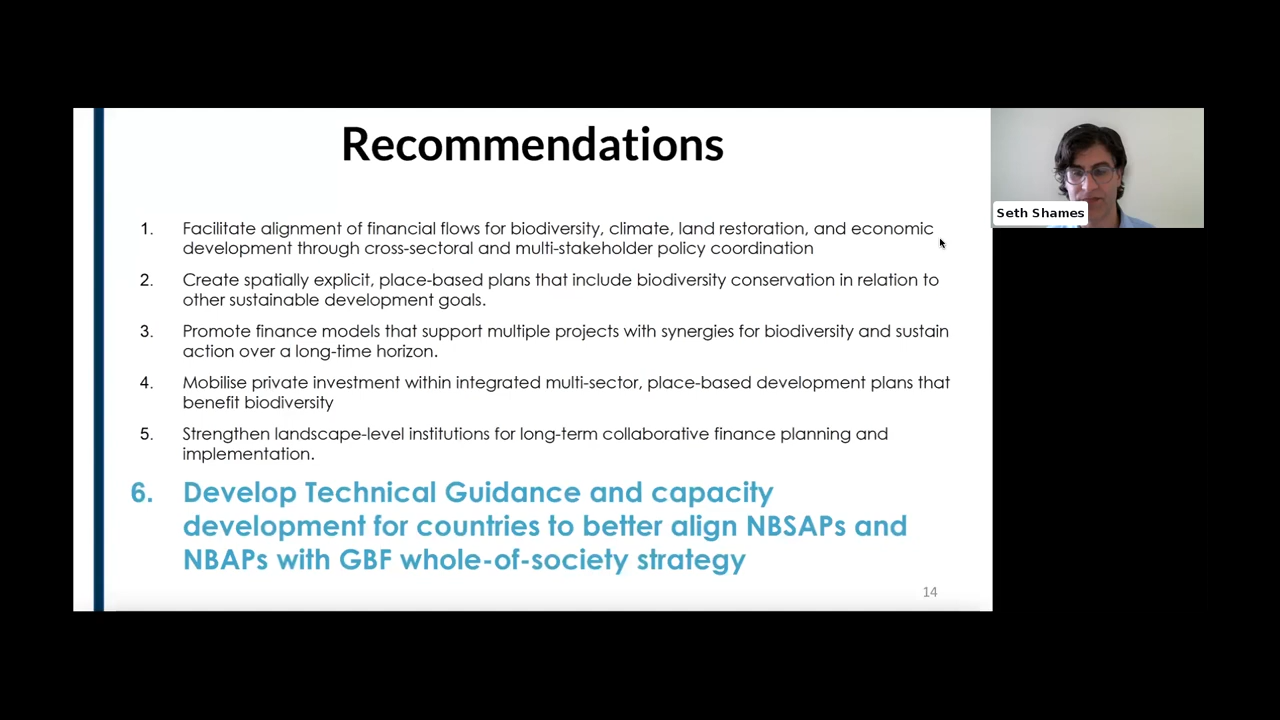 Recommendations
1. Facilitate alignment of financial flows for biodiversity, climate, land restoration, and economic
development through cross-sectoral and multi-stakeholder policy coordination
2. Create spatially explicit, place-based plans that include biodiversity conservation in relation to
other sustainable development goals.
3. Promote finance models that support multiple projects with synergies for biodiversity and sustain
action over a long-time horizon.
4. Mobilise private investment within integrated multi-sector, place-based development plans that
benefit biodiversity
5. Strengthen landscape-level institutions for long-term collaborative finance planning and
implementation.
6. Develop Technical Guidance and capacity
development for countries to better align NBSAPs and
NBAPs with GBF whole-of-society strategy
14
Seth Shames